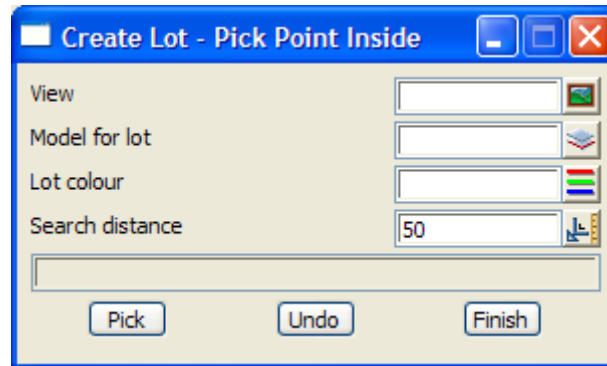 Create Lot - Pick Point Inside
View
Model for lot
Lot colour
Search distance 50
Pick Undo Finish